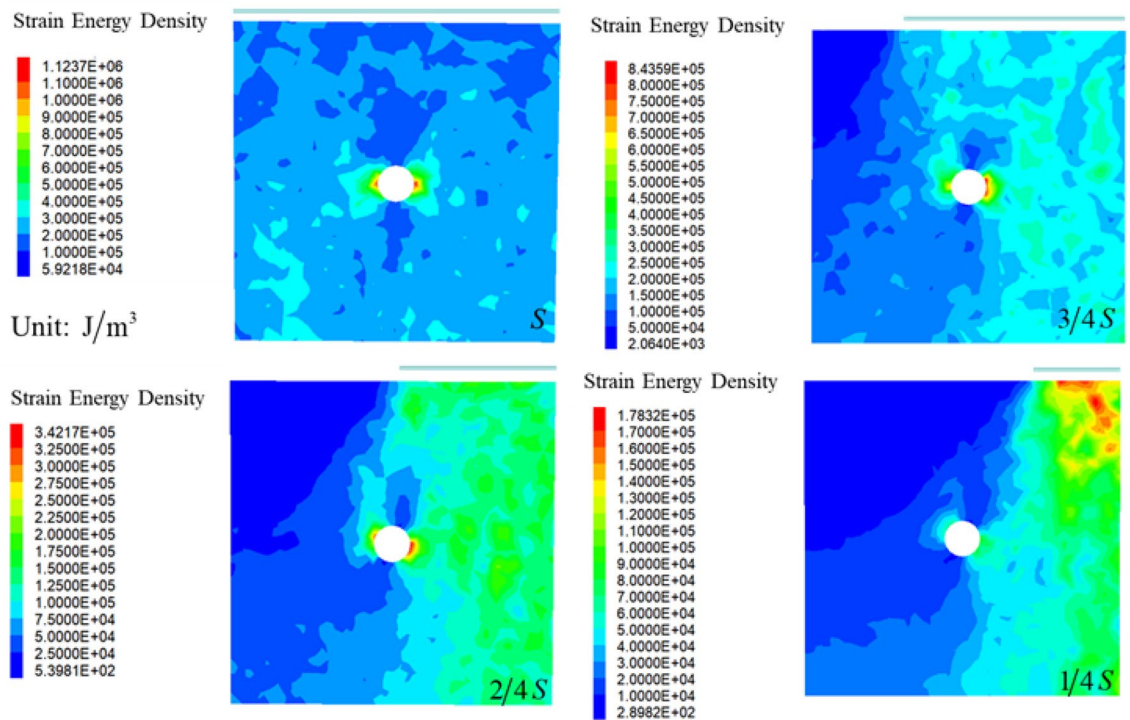 Strain Energy Density
1.1237E+06
1.1000E+06
1.0000E+06
9.0000E+05
8.0000E+05
7.0000E+05
6.0000E+05
5.0000E+05
4.0000E+05
3.0000E+05
2.0000E+05
1.0000E+05
5.9218E+04
Unit: J/m³
S
Strain Energy Density
8.4359E+05
8.0000E+05
7.5000E+05
7.0000E+05
6.5000E+05
6.0000E+05
5.5000E+05
5.0000E+05
4.5000E+05
4.0000E+05
3.5000E+05
3.0000E+05
2.5000E+05
2.0000E+05
1.5000E+05
1.0000E+05
5.0000E+04
2.0640E+03
3/4 S
Strain Energy Density
3.4217E+05
3.2500E+05
3.0000E+05
2.7500E+05
2.5000E+05
2.2500E+05
2.0000E+05
1.7500E+05
1.5000E+05
1.2500E+05
1.0000E+05
7.5000E+04
5.0000E+04
2.5000E+04
5.3981E+02
2/4 S
Strain Energy Density
1.7832E+05
1.7000E+05
1.6000E+05
1.5000E+05
1.4000E+05
1.3000E+05
1.2000E+05
1.1000E+05
1.0000E+05
9.0000E+04
8.0000E+04
7.0000E+04
6.0000E+04
5.0000E+04
4.0000E+04
3.0000E+04
2.0000E+04
1.0000E+04
2.8982E+02
1/4 S